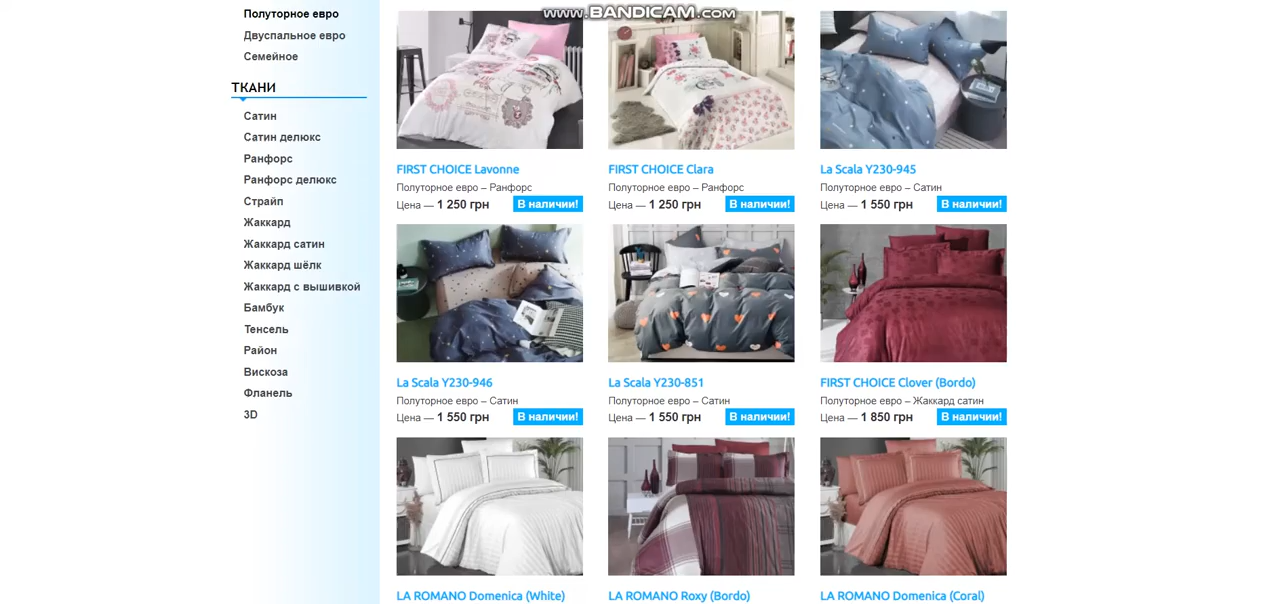 www.BANDICAM.com
Полуторное евро
Двуспальное евро
Семейное
ТКАНИ
Сатин
Сатин делюкс
Ранфорс
Ранфорс делюкс
Страйп
Жаккард
Жаккард сатин
Жаккард шёлк
Жаккард с вышивкой
Бамбук
Тенсель
Район
Вискоза
Фланель
3D
FIRST CHOICE Lavonne
Полуторное евро – Ранфорс
Цена — 1 250 грн В наличии!
FIRST CHOICE Clara
Полуторное евро – Ранфорс
Цена — 1 250 грн В наличии!
La Scala Y230-945
Полуторное евро – Сатин
Цена — 1 550 грн В наличии!
La Scala Y230-946
Полуторное евро – Сатин
Цена — 1 550 грн В наличии!
La Scala Y230-851
Полуторное евро – Сатин
Цена — 1 550 грн В наличии!
FIRST CHOICE Clover (Bordo)
Полуторное евро – Жаккард сатин
Цена — 1 850 грн В наличии!
LA ROMANO Domenica (White)
LA ROMANO Roxy (Bordo)
LA ROMANO Domenica (Coral)